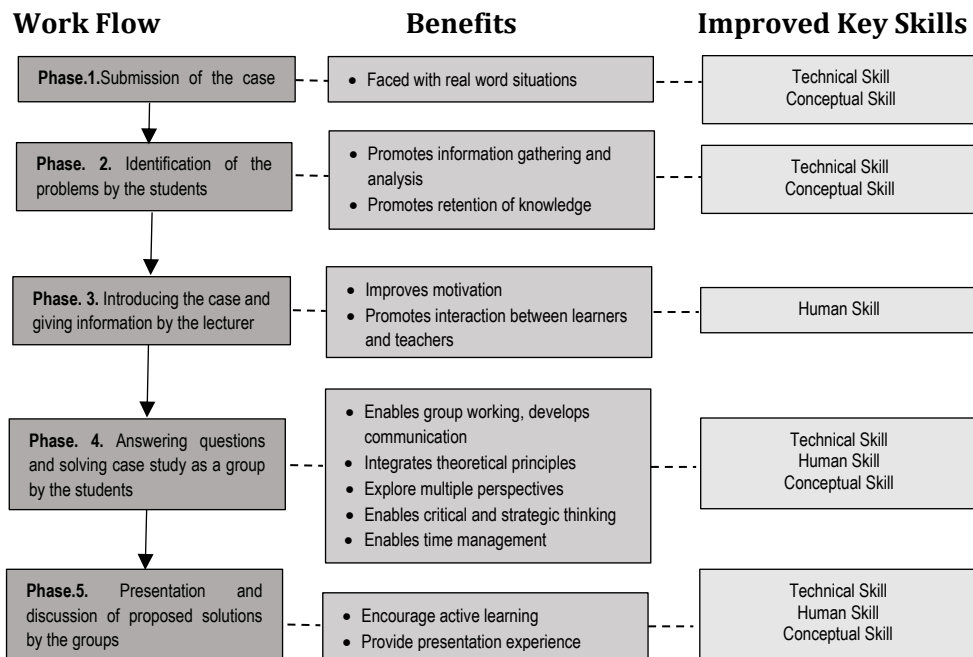 Work Flow
Benefits
Improved Key Skills
Phase.1.Submission of the case
• Faced with real word situations
Technical Skill
Conceptual Skill
Phase. 2. Identification of the
problems by the students
• Promotes information gathering and
analysis
• Promotes retention of knowledge
Technical Skill
Conceptual Skill
Phase. 3. Introducing the case and
giving information by the lecturer
• Improves motivation
• Promotes interaction between learners
and teachers
Human Skill
Phase. 4. Answering questions
and solving case study as a group
by the students
• Enables group working, develops
communication
• Integrates theoretical principles
• Explore multiple perspectives
• Enables critical and strategic thinking
• Enables time management
Technical Skill
Human Skill
Conceptual Skill
Phase.5. Presentation and
discussion of proposed solutions
by the groups
• Encourage active learning
• Provide presentation experience
Technical Skill
Human Skill
Conceptual Skill